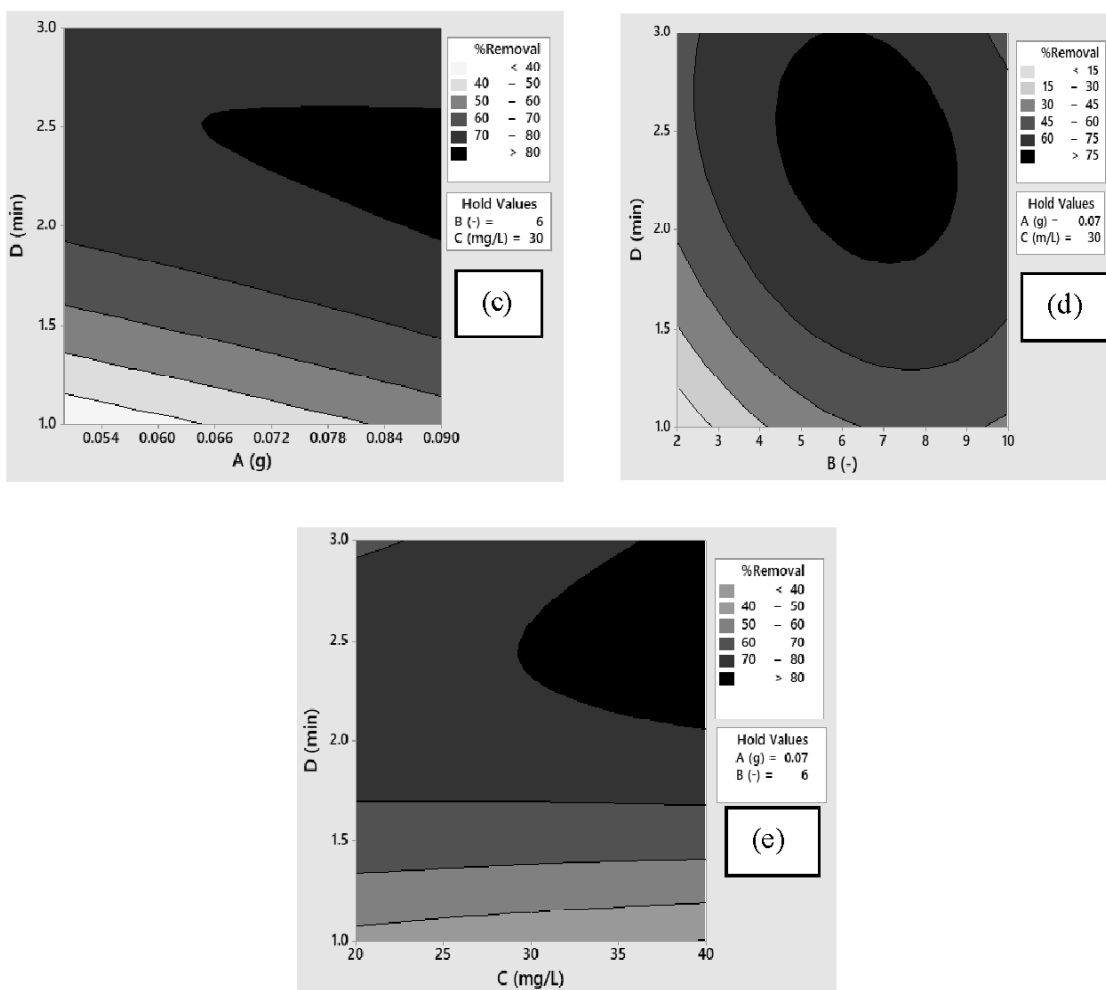 3.0
2.5
2.0
1.5
1.0
D (min)
0.054 0.060 0.066 0.072 0.078 0.084 0.090
A (g)
%Removal
< 40
40 – 50
50 – 60
60 – 70
70 – 80
> 80
Hold Values
B (-) = 6
C (mg/L) = 30
(c)
3.0
2.5
2.0
1.5
1.0
D (min)
2 3 4 5 6 7 8 9 10
B (-)
%Removal
< 15
15 – 30
30 – 45
45 – 60
60 – 75
> 75
Hold Values
A (g) – 0.07
C (m/L) = 30
(d)
3.0
2.5
2.0
1.5
1.0
D (min)
20 25 30 35 40
C (mg/L)
%Removal
< 40
40 – 50
50 – 60
60 70
70 – 80
> 80
Hold Values
A (g) = 0.07
B (-) = 6
(e)